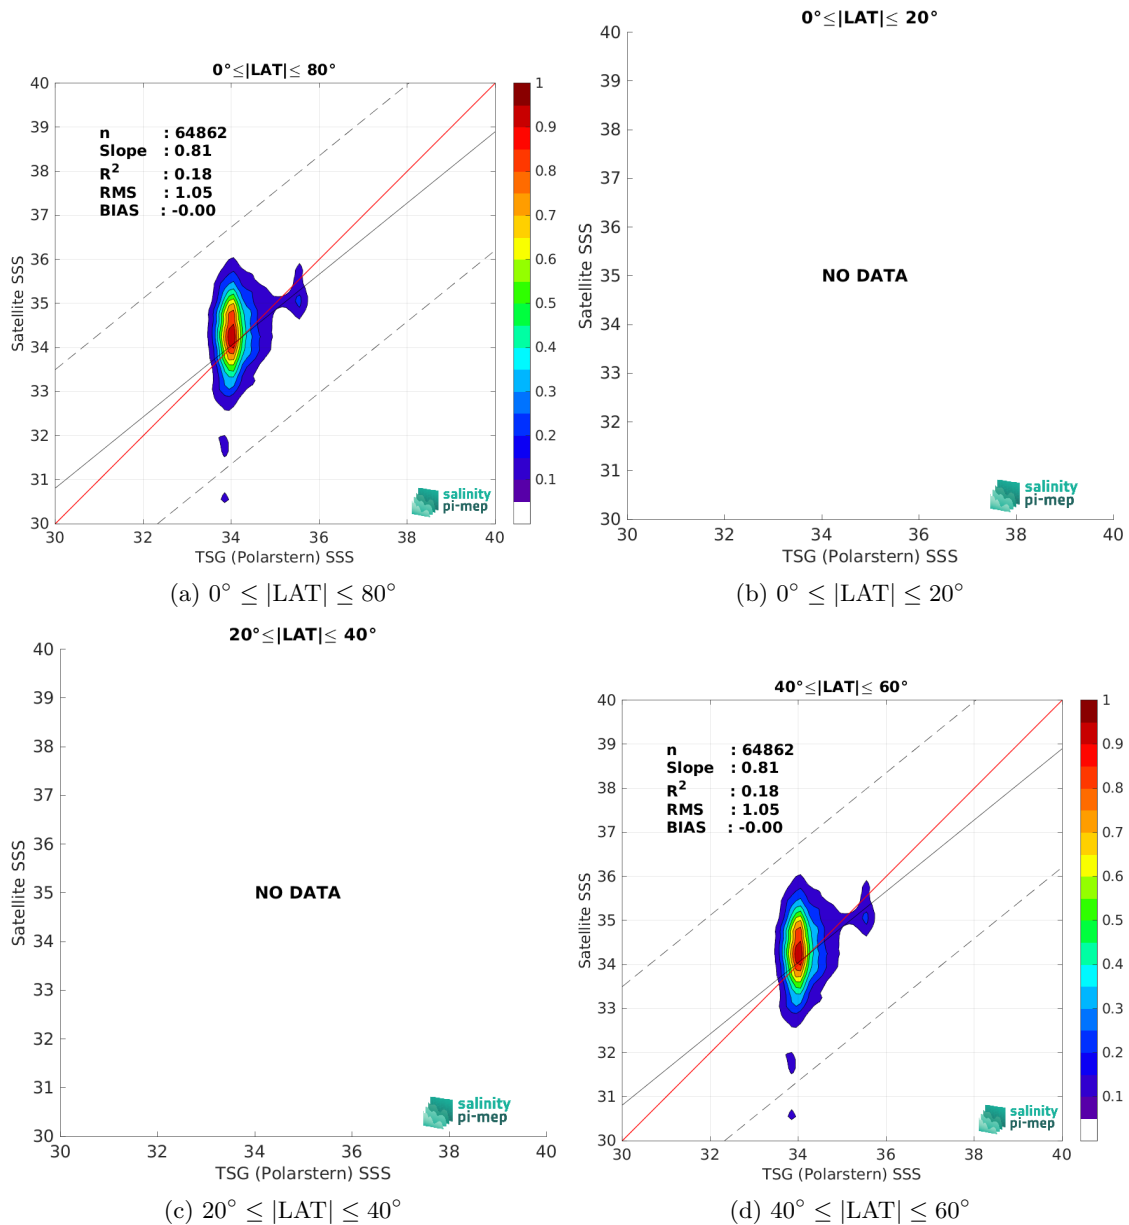 0°≤|LAT|≤ 80°
40
39
38
37
36
35
34
33
32
31
30
Satellite SSS
n : 64862
Slope : 0.81
R² : 0.18
RMS : 1.05
BIAS : -0.00
salinity
pi-mep
30 32 34 36 38 40
TSG (Polarstern) SSS
1
0.9
0.8
0.7
0.6
0.5
0.4
0.3
0.2
0.1
(a) 0° ≤ |LAT| ≤ 80°
0°≤|LAT|≤ 20°
40
39
38
37
36
35
34
33
32
31
30
Satellite SSS
NO DATA
salinity
pi-mep
30 32 34 36 38 40
TSG (Polarstern) SSS
(b) 0° ≤ |LAT| ≤ 20°
20°≤|LAT|≤ 40°
40
39
38
37
36
35
34
33
32
31
30
Satellite SSS
NO DATA
salinity
pi-mep
30 32 34 36 38 40
TSG (Polarstern) SSS
(c) 20° ≤ |LAT| ≤ 40°
40°≤|LAT|≤ 60°
40
39
38
37
36
35
34
33
32
31
30
Satellite SSS
n : 64862
Slope : 0.81
R² : 0.18
RMS : 1.05
BIAS : -0.00
salinity
pi-mep
30 32 34 36 38 40
TSG (Polarstern) SSS
1
0.9
0.8
0.7
0.6
0.5
0.4
0.3
0.2
0.1
(d) 40° ≤ |LAT| ≤ 60°